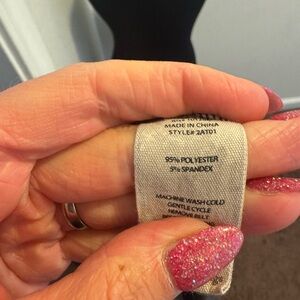 MADE IN CHINA
STYLE# 2AT01
95% POLYESTER
5% SPANDEX
MACHINE WASH COLD
GENTLE CYCLE
REMOVE BELT